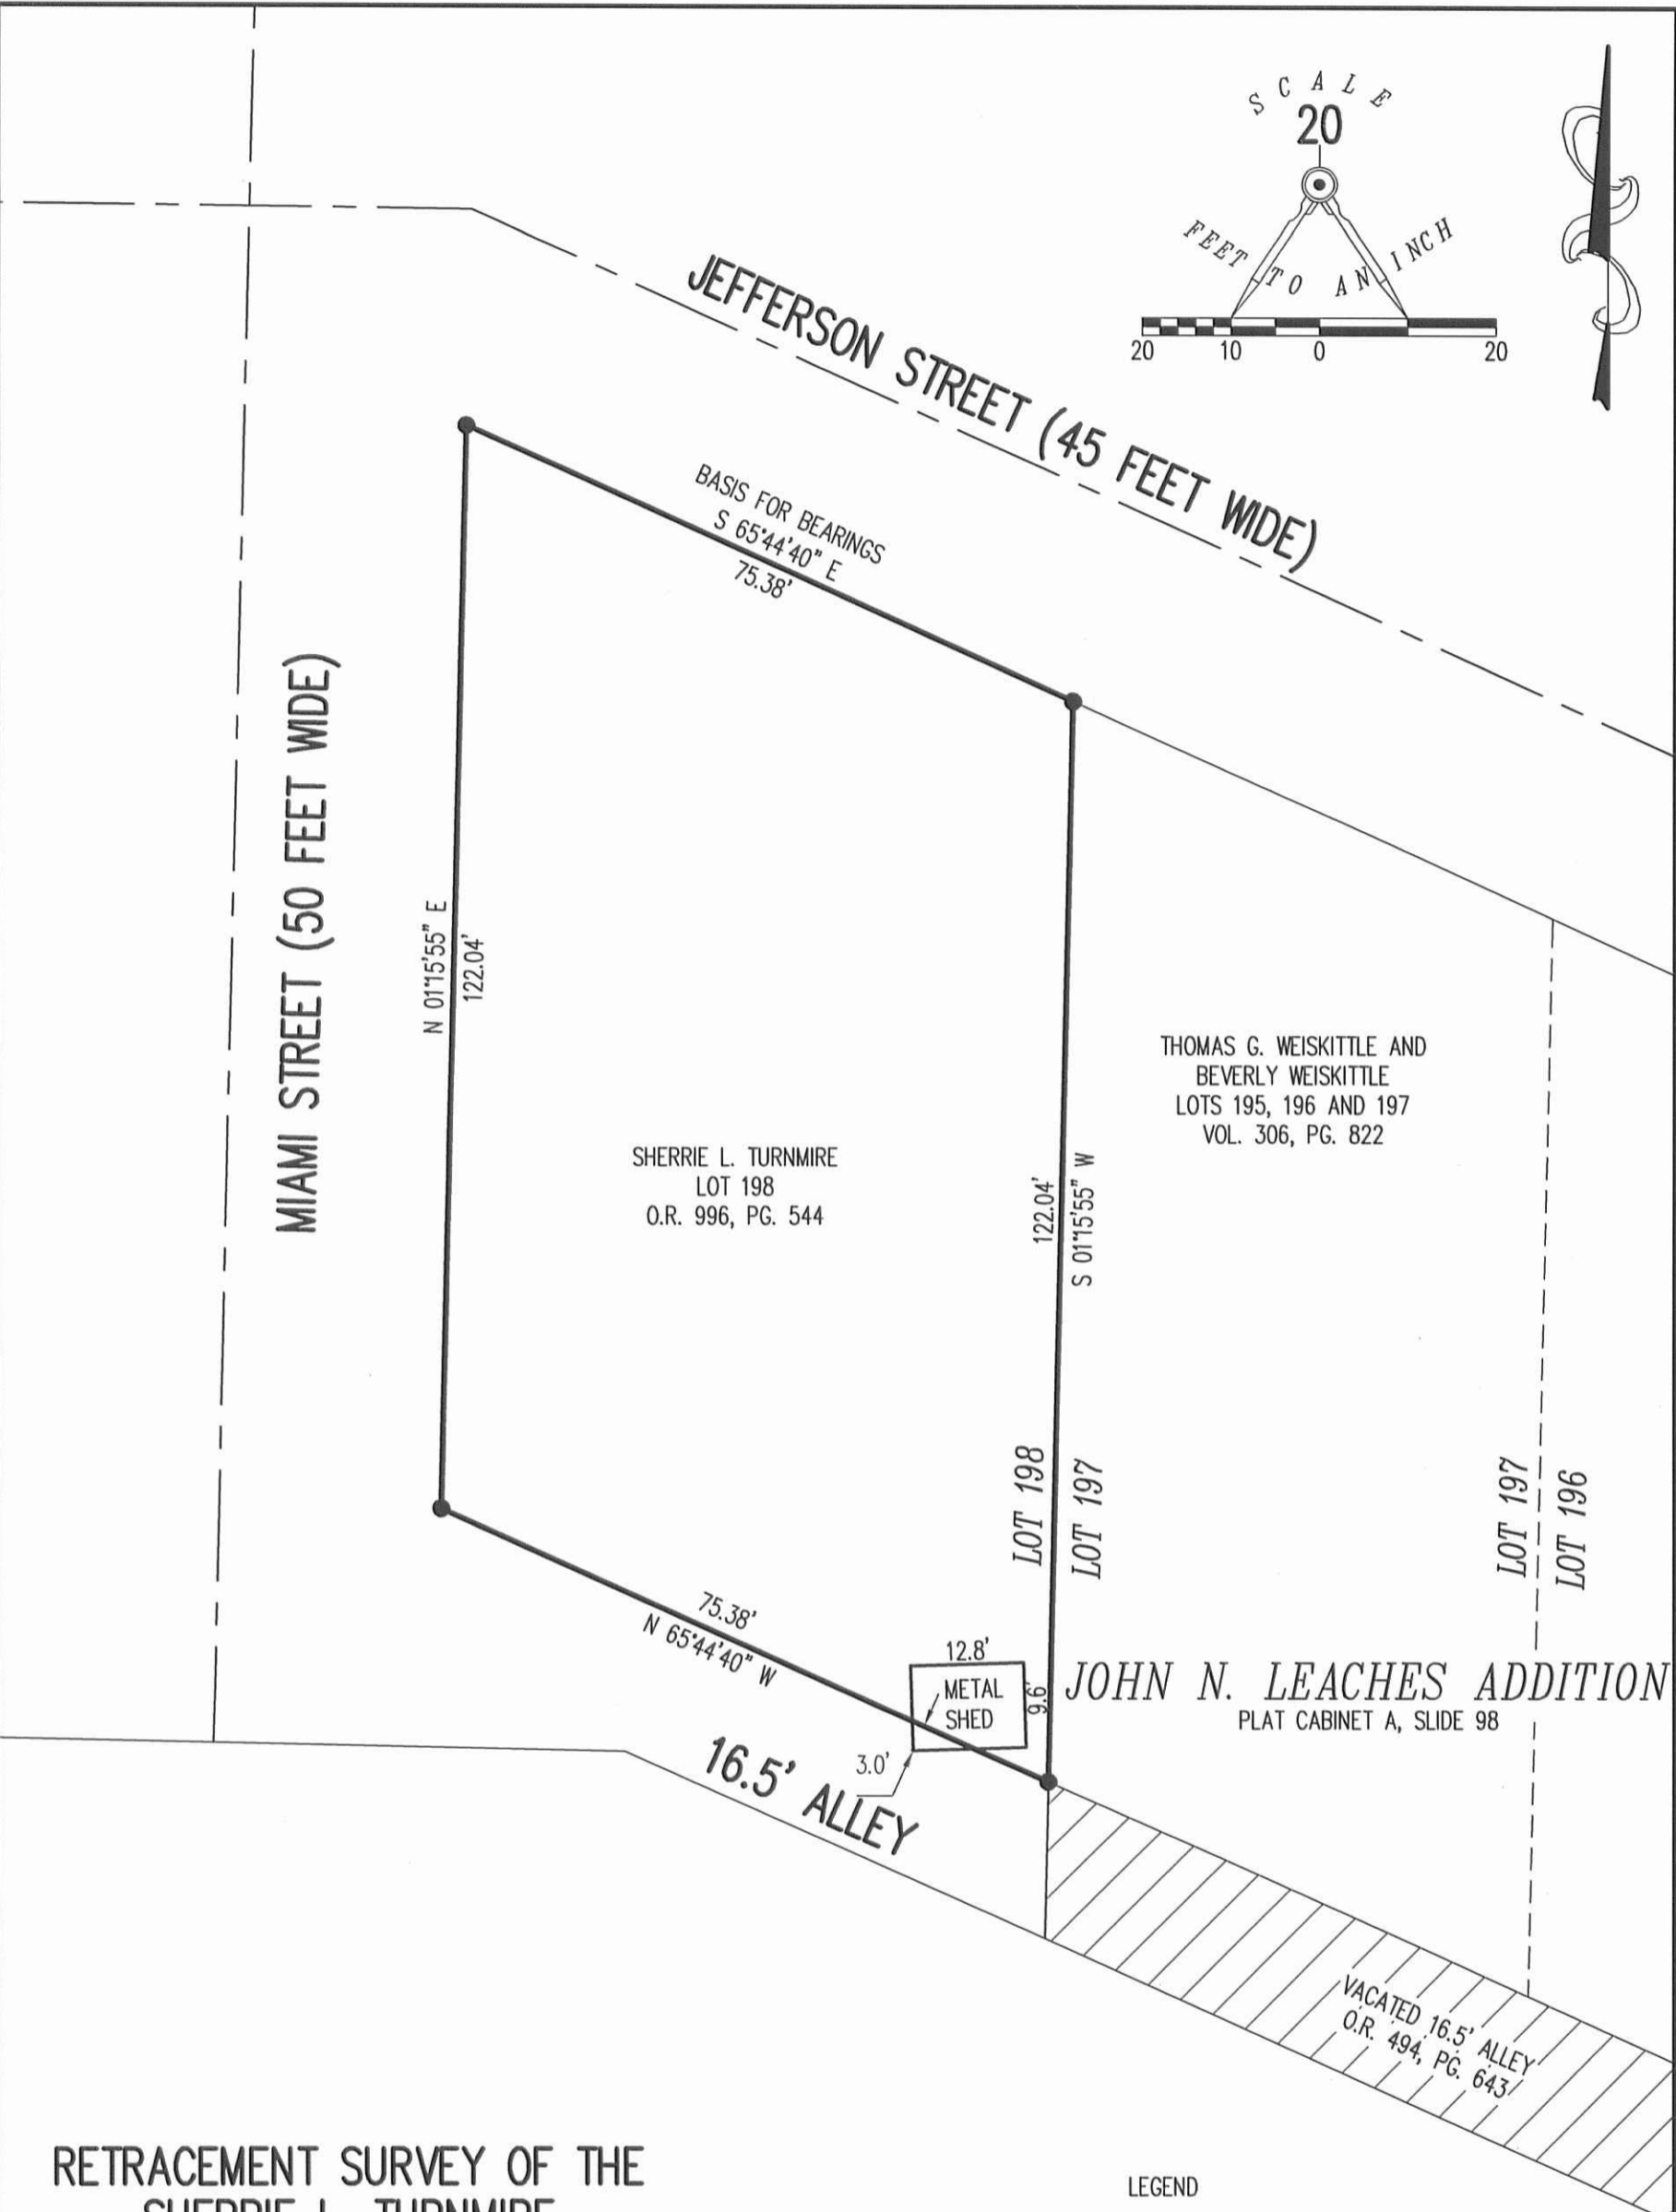 SCALE
20
FEET TO AN INCH
20 10 0 20
JEFFERSON STREET (45 FEET WIDE)
BASIS FOR BEARINGS
S 65°44'40" E
75.38'
MIAMI STREET (50 FEET WIDE)
N 01°15'55" E
122.04'
THOMAS G. WEISKITTLE AND
BEVERLY WEISKITTLE
LOTS 195, 196 AND 197
VOL. 306, PG. 822
SHERRIE L. TURNMIRE
LOT 198
O.R. 996, PG. 544
122.04'
S 01°15'55" W
LOT 198
LOT 197
LOT 197
LOT 196
75.38'
N 65°44'40" W
12.8'
METAL
SHED
9.6'
3.0'
JOHN N. LEACHES ADDITION
PLAT CABINET A, SLIDE 98
16.5' ALLEY
VACATED 16.5' ALLEY
O.R. 494, PG. 643
RETRACEMENT SURVEY OF THE
SHERRIE L. TURNMIRE
LEGEND